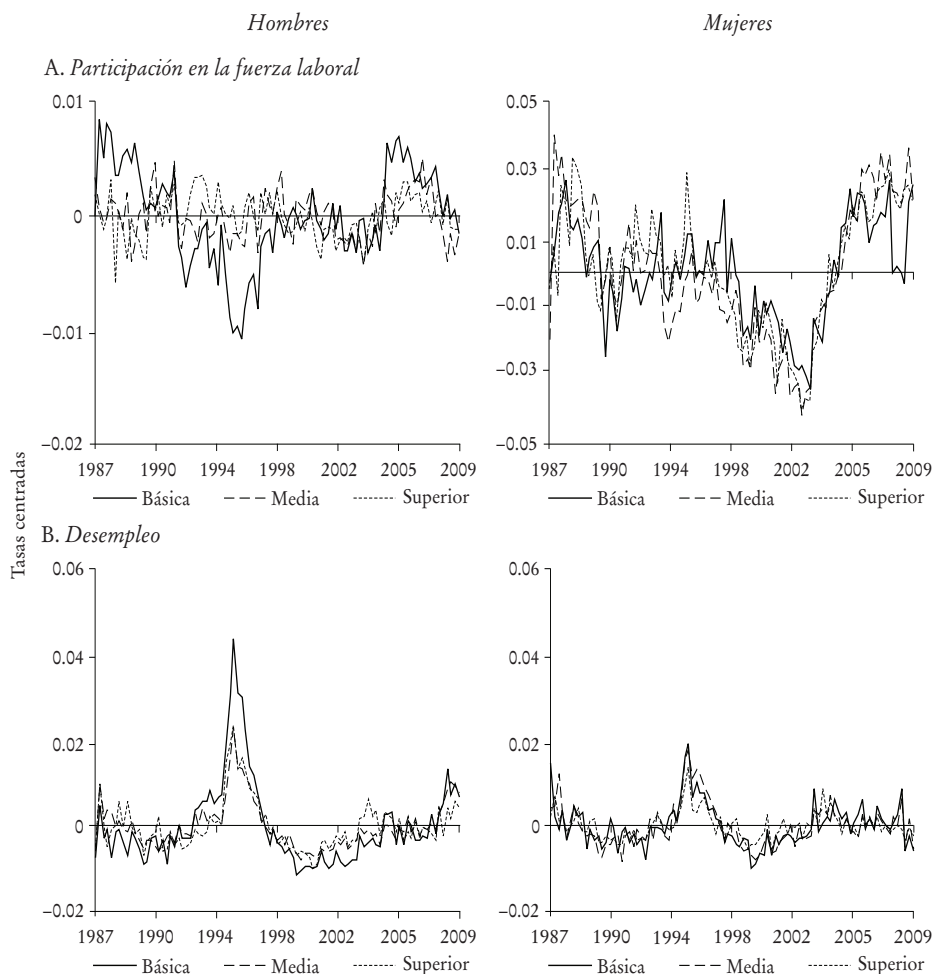 Hombres Mujeres
A. Participación en la fuerza laboral
0.01 0.05
0.03
0 0.01
−0.01
−0.01
−0.03
−0.02 −0.05
1987 1990 1994 1998 2002 2005 2009 1987 1990 1994 1998 2002 2005 2009
Básica Media Superior Básica Media Superior
Tasas centradas
B. Desempleo
0.06 0.06
0.04 0.04
0.02 0.02
0 0
−0.02 −0.02
1987 1990 1994 1998 2002 2005 2009 1987 1990 1994 1998 2002 2005 2009
Básica Media Superior Básica Media Superior